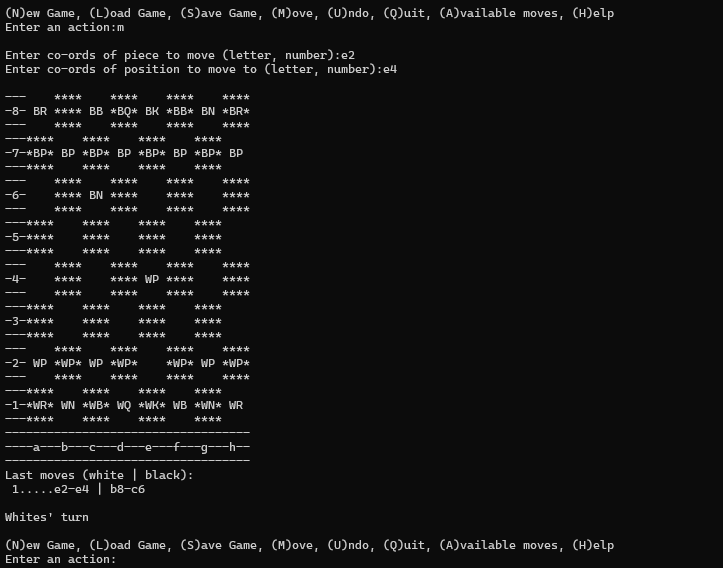 (N)ew Game, (L)oad Game, (S)ave Game, (M)ove, (U)ndo, (Q)uit, (A)vailable moves, (H)elp
Enter an action:m

Enter co-ords of piece to move (letter, number):e2
Enter co-ords of position to move to (letter, number):e4

---    ****    ****    ****    ****
-8- BR **** BB *BQ* BK *BB* BN *BR*
---    ****    ****    ****    ****
---****    ****    ****    ****
-7-*BP* BP *BP* BP *BP* BP *BP* BP
---****    ****    ****    ****
---    ****    ****    ****    ****
-6-    **** BN ****    ****    ****
---    ****    ****    ****    ****
---****    ****    ****    ****
-5-****    ****    ****    ****
---****    ****    ****    ****
---    ****    ****    ****    ****
-4-    ****    **** WP ****    ****
---    ****    ****    ****    ****
---****    ****    ****    ****
-3-****    ****    ****    ****
---****    ****    ****    ****
---    ****    ****    ****    ****
-2- WP *WP* WP *WP*    *WP* WP *WP*
---    ****    ****    ****    ****
---****    ****    ****    ****
-1-*WR* WN *WB* WQ *WK* WB *WN* WR
---****    ****    ****    ****
-----------------------------------
----a---b---c---d---e---f---g---h--
-----------------------------------
Last moves (white | black):
 1.....e2-e4 | b8-c6

Whites' turn

(N)ew Game, (L)oad Game, (S)ave Game, (M)ove, (U)ndo, (Q)uit, (A)vailable moves, (H)elp
Enter an action: